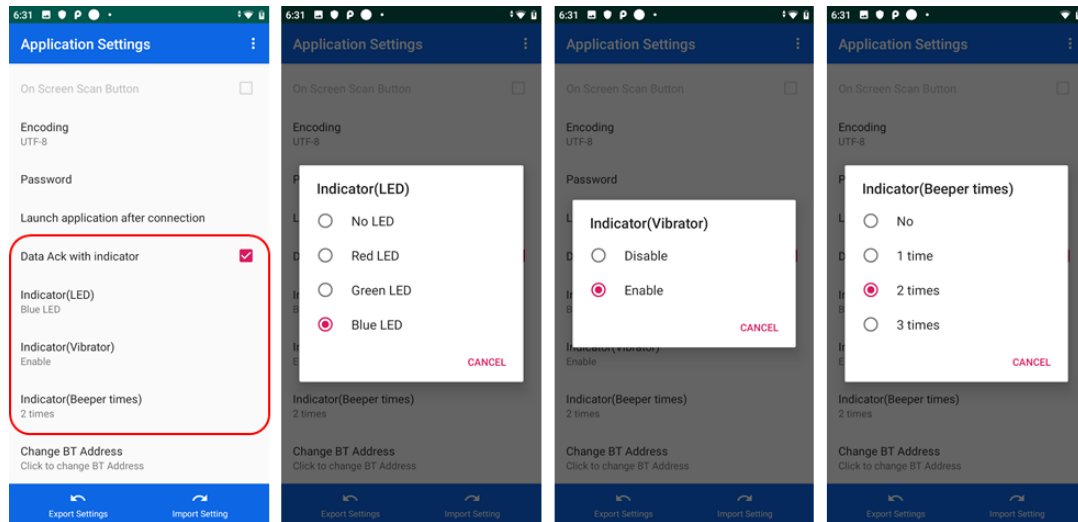 6:31
Application Settings
On Screen Scan Button
Encoding
UTF-8
Password
Launch application after connection
Data Ack with indicator
Indicator(LED)
Blue LED
Indicator(Vibrator)
Enable
Indicator(Beeper times)
2 times
Change BT Address
Click to change BT Address
Export Settings
Import Setting
6:31
Application Settings
On Screen Scan Button
Encoding
UTF-8
Indicator(LED)
No LED
Red LED
Green LED
Blue LED
CANCEL
Indicator(Beeper times)
2 times
Change BT Address
Click to change BT Address
Export Settings
Import Setting
6:31
Application Settings
On Screen Scan Button
Encoding
UTF-8
Password
Indicator(Vibrator)
Disable
Enable
CANCEL
Indicator(Vibrator)
Enable
Indicator(Beeper times)
2 times
Change BT Address
Click to change BT Address
Export Settings
Import Setting
6:31
Application Settings
On Screen Scan Button
Encoding
UTF-8
Indicator(Beeper times)
No
1 time
2 times
3 times
CANCEL
Indicator(Beeper times)
2 times
Change BT Address
Click to change BT Address
Export Settings
Import Setting